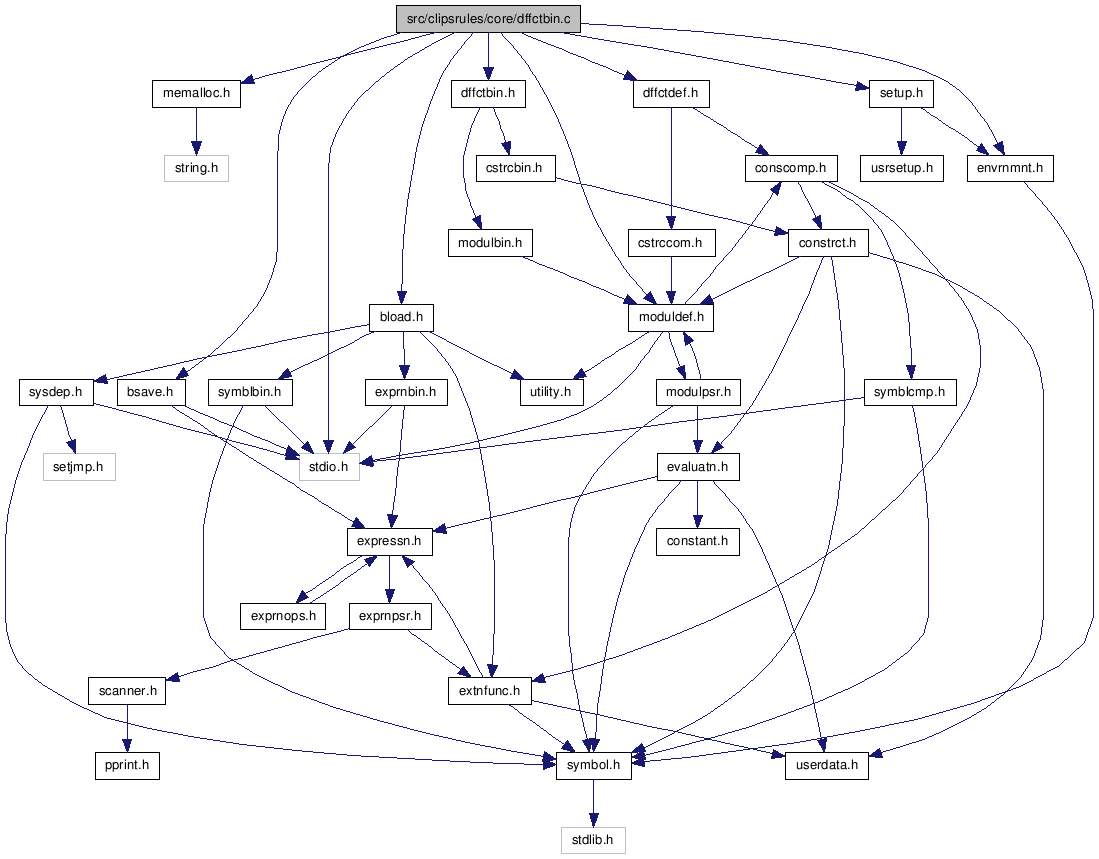 src/clipsrules/core/dffctbin.c
memalloc.h
dffctbin.h
dffctdef.h
setup.h
string.h
cstrcbin.h
conscomp.h
usrsetup.h
envrnmnt.h
modulbin.h
cstrccom.h
constrct.h
bload.h
moduldef.h
sysdep.h
bsave.h
symblbin.h
exprnbin.h
utility.h
modulpsr.h
symblcmp.h
setjmp.h
stdio.h
evaluatn.h
expressn.h
constant.h
exprnops.h
exprnpsr.h
scanner.h
extnfunc.h
pprint.h
symbol.h
userdata.h
stdlib.h